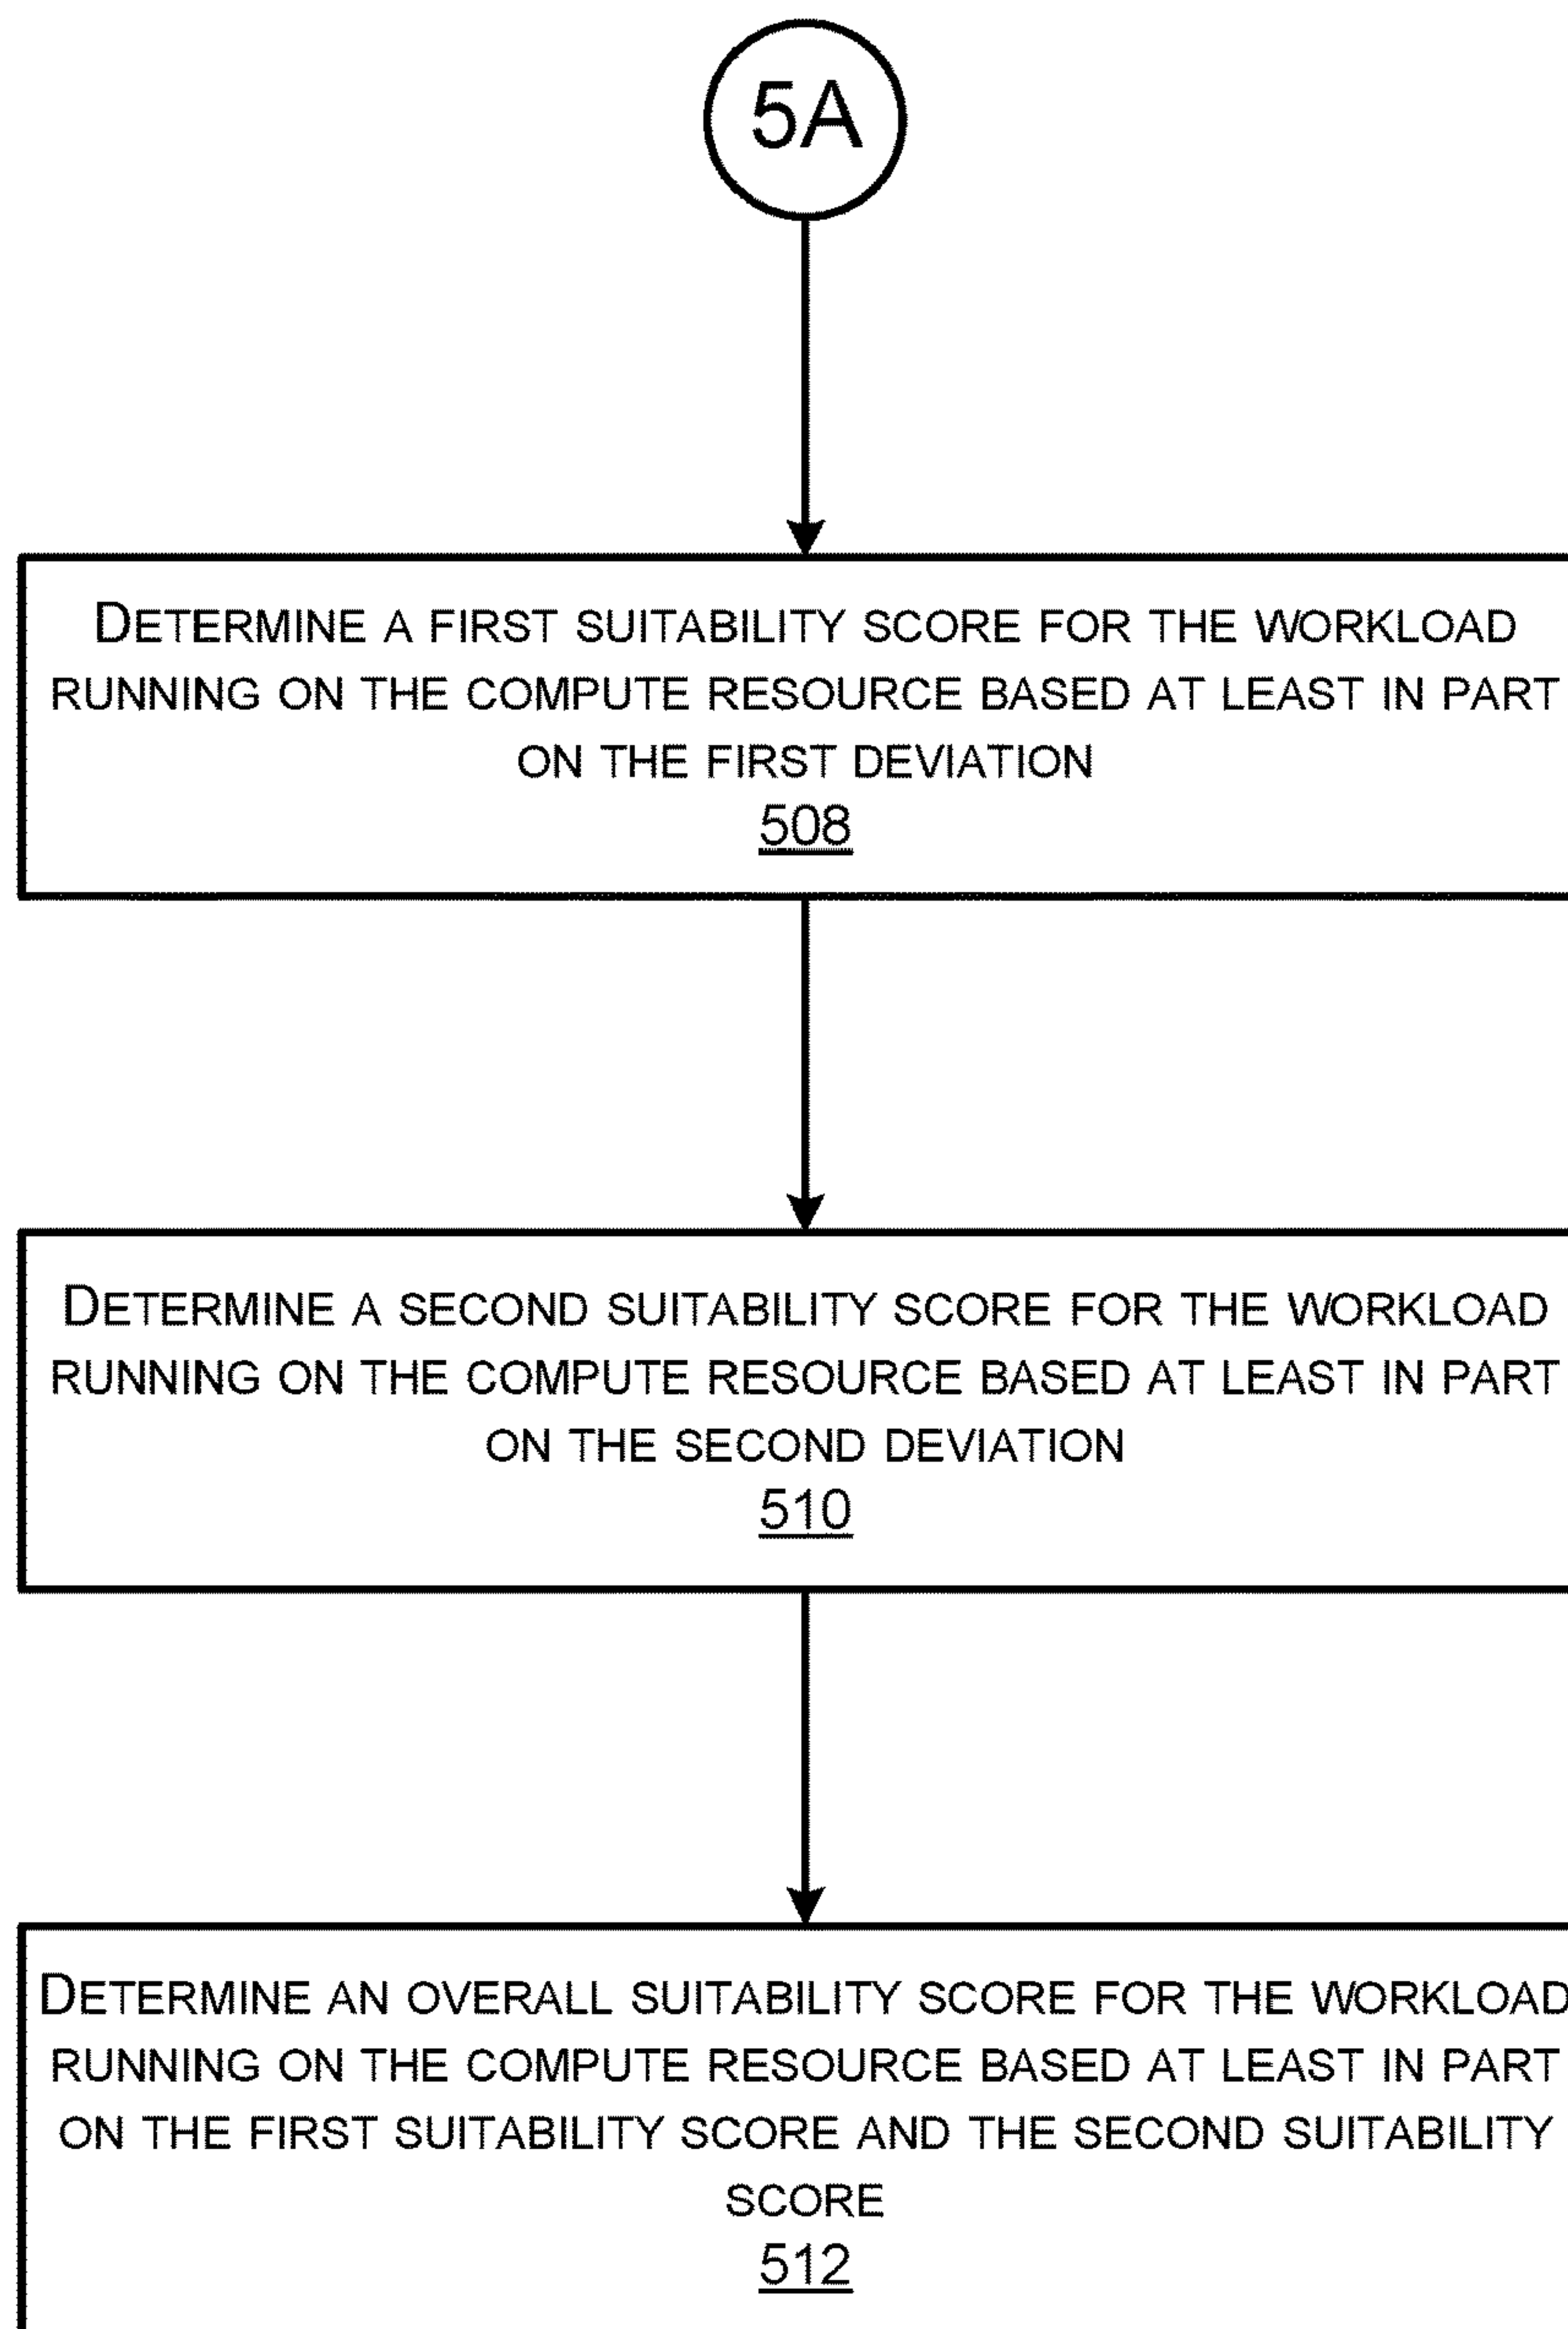 5A
DETERMINE A FIRST SUITABILITY SCORE FOR THE WORKLOAD
RUNNING ON THE COMPUTE RESOURCE BASED AT LEAST IN PART
ON THE FIRST DEVIATION
508
DETERMINE A SECOND SUITABILITY SCORE FOR THE WORKLOAD
RUNNING ON THE COMPUTE RESOURCE BASED AT LEAST IN PART
ON THE SECOND DEVIATION
510
DETERMINE AN OVERALL SUITABILITY SCORE FOR THE WORKLOAD
RUNNING ON THE COMPUTE RESOURCE BASED AT LEAST IN PART
ON THE FIRST SUITABILITY SCORE AND THE SECOND SUITABILITY
SCORE
512